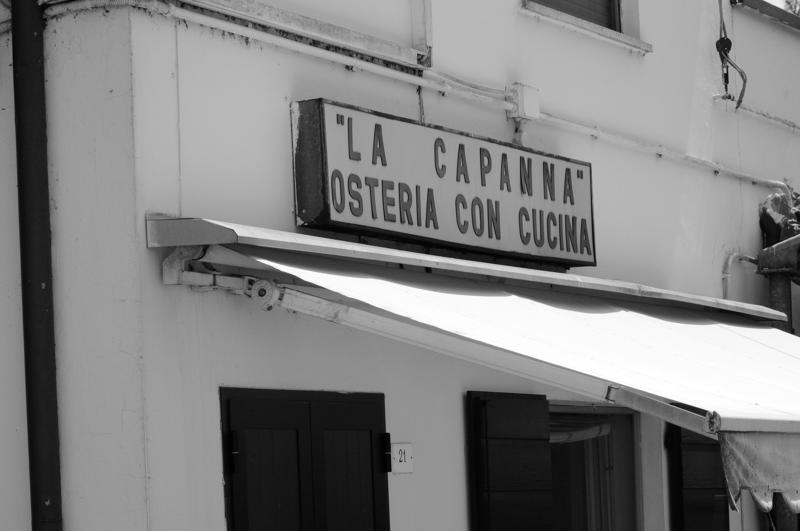 "LA CAPANNA"
OSTERIA CON CUCINA
21